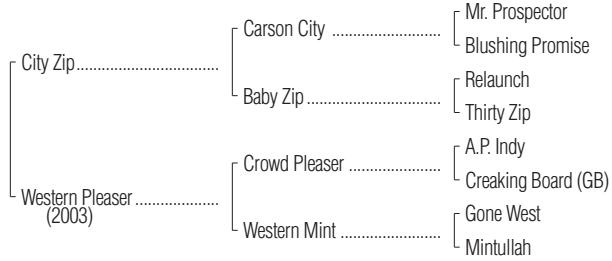 Mr. Prospector
Carson City ......................
Blushing Promise
City Zip .............................
Relaunch
Baby Zip ...........................
Thirty Zip
A.P. Indy
Crowd Pleaser ..................
Creaking Board (GB)
Western Pleaser .................
(2003)
Gone West
Western Mint ....................
Mintullah